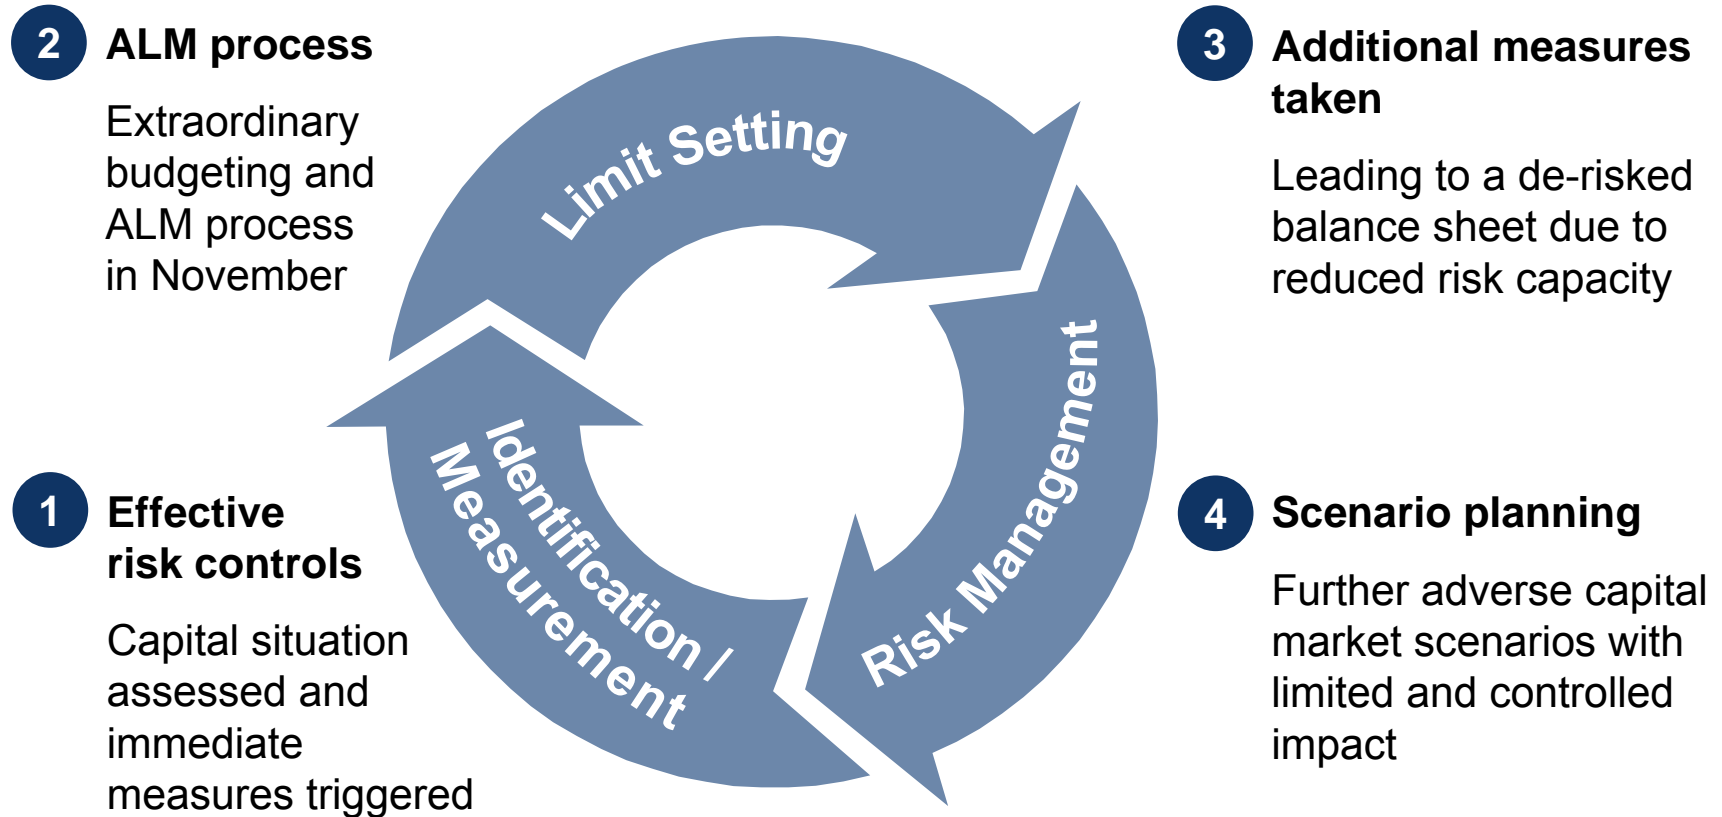 2
ALM process
Extraordinary
budgeting and
ALM process
in November
3
Additional measures
taken
Leading to a de-risked
balance sheet due to
reduced risk capacity
Limit Setting
Risk Management
Identification /
Measurement
1
Effective
risk controls
Capital situation
assessed and
immediate
measures triggered
4
Scenario planning
Further adverse capital
market scenarios with
limited and controlled
impact